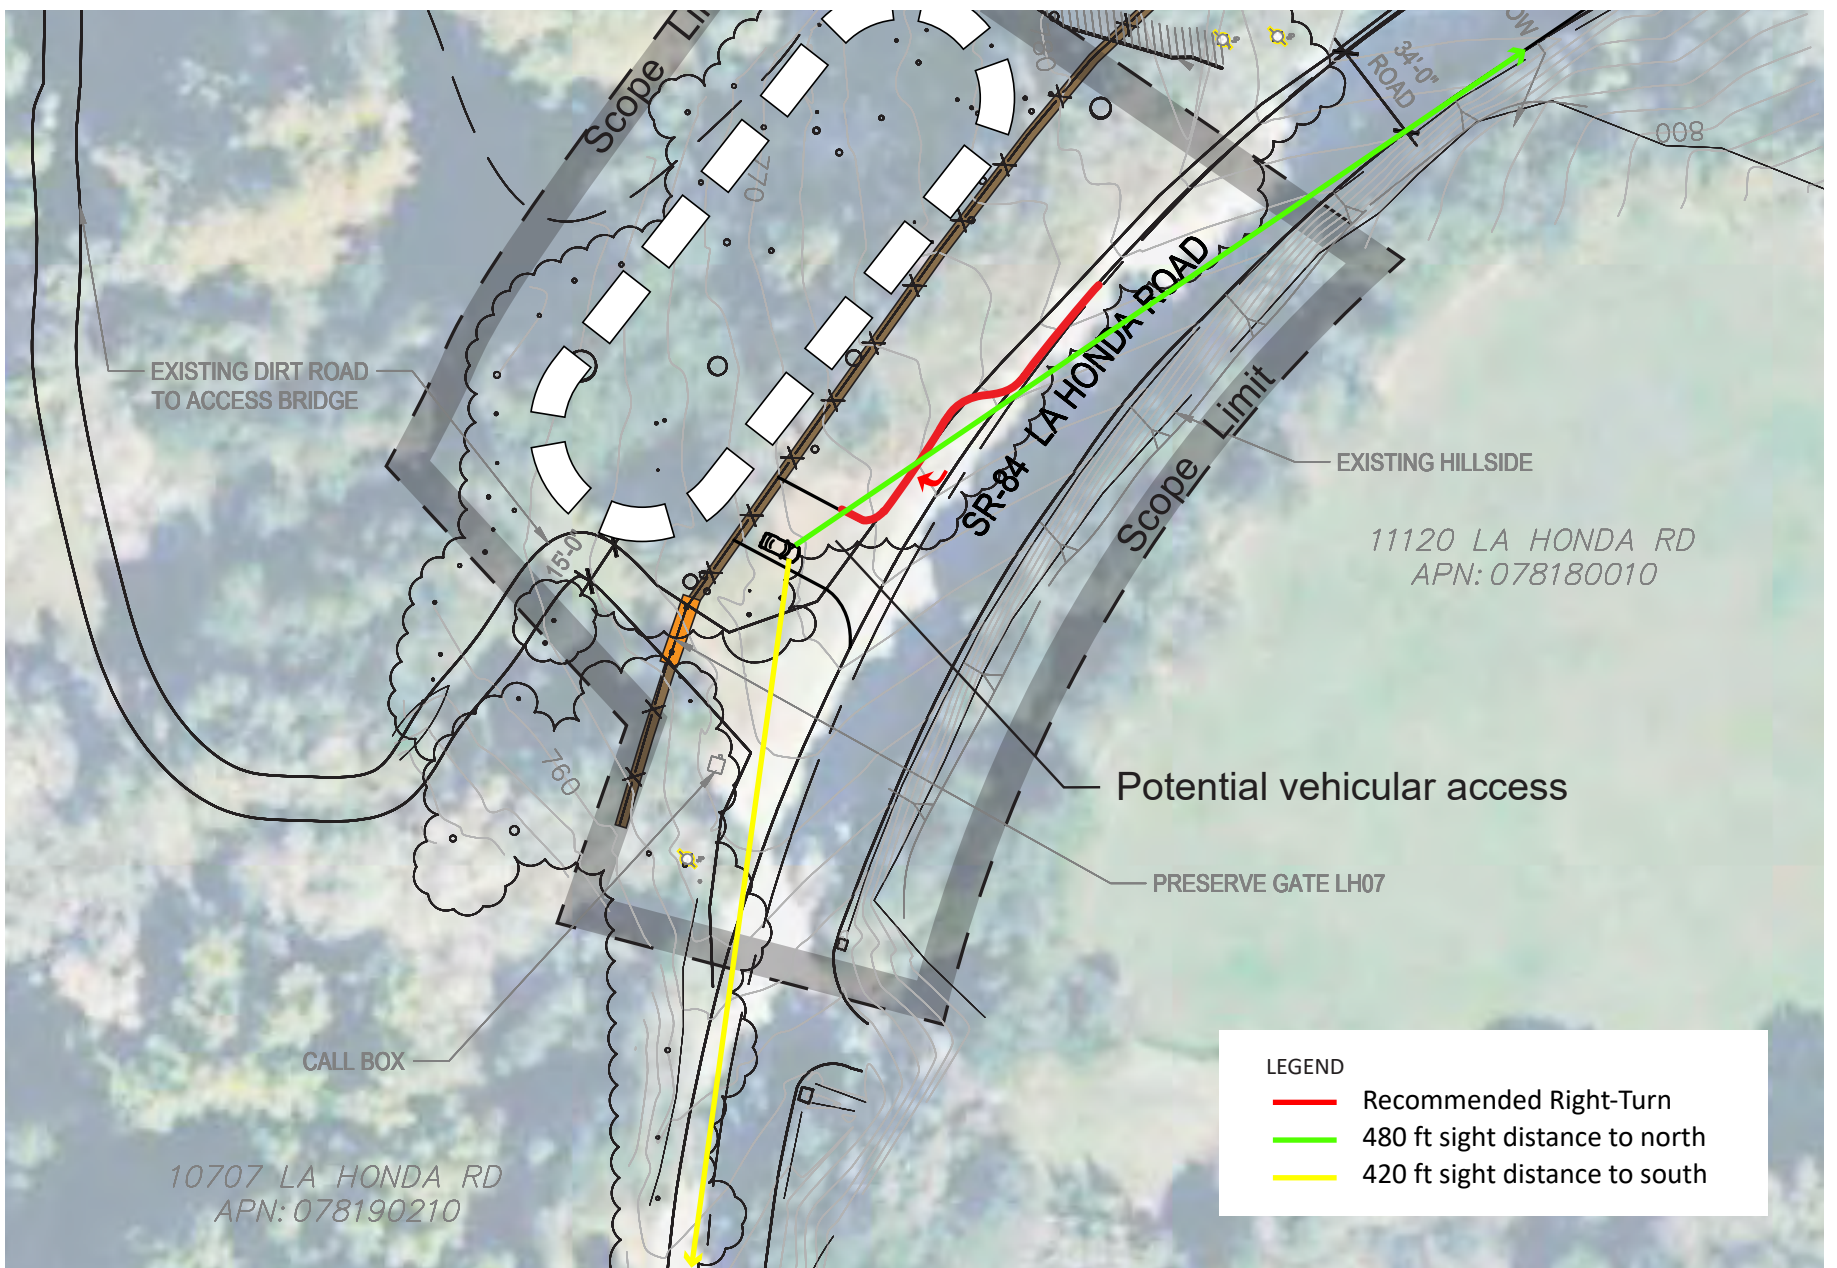 Scope
34'-0"
ROAD
800
770
EXISTING DIRT ROAD
TO ACCESS BRIDGE
SR-84 LA HONDA ROAD
Scope Limit
EXISTING HILLSIDE
11120 LA HONDA RD
APN: 078180010
15'-0"
760
Potential vehicular access
PRESERVE GATE LH07
CALL BOX
10707 LA HONDA RD
APN: 078190210
LEGEND
Recommended Right-Turn
480 ft sight distance to north
420 ft sight distance to south